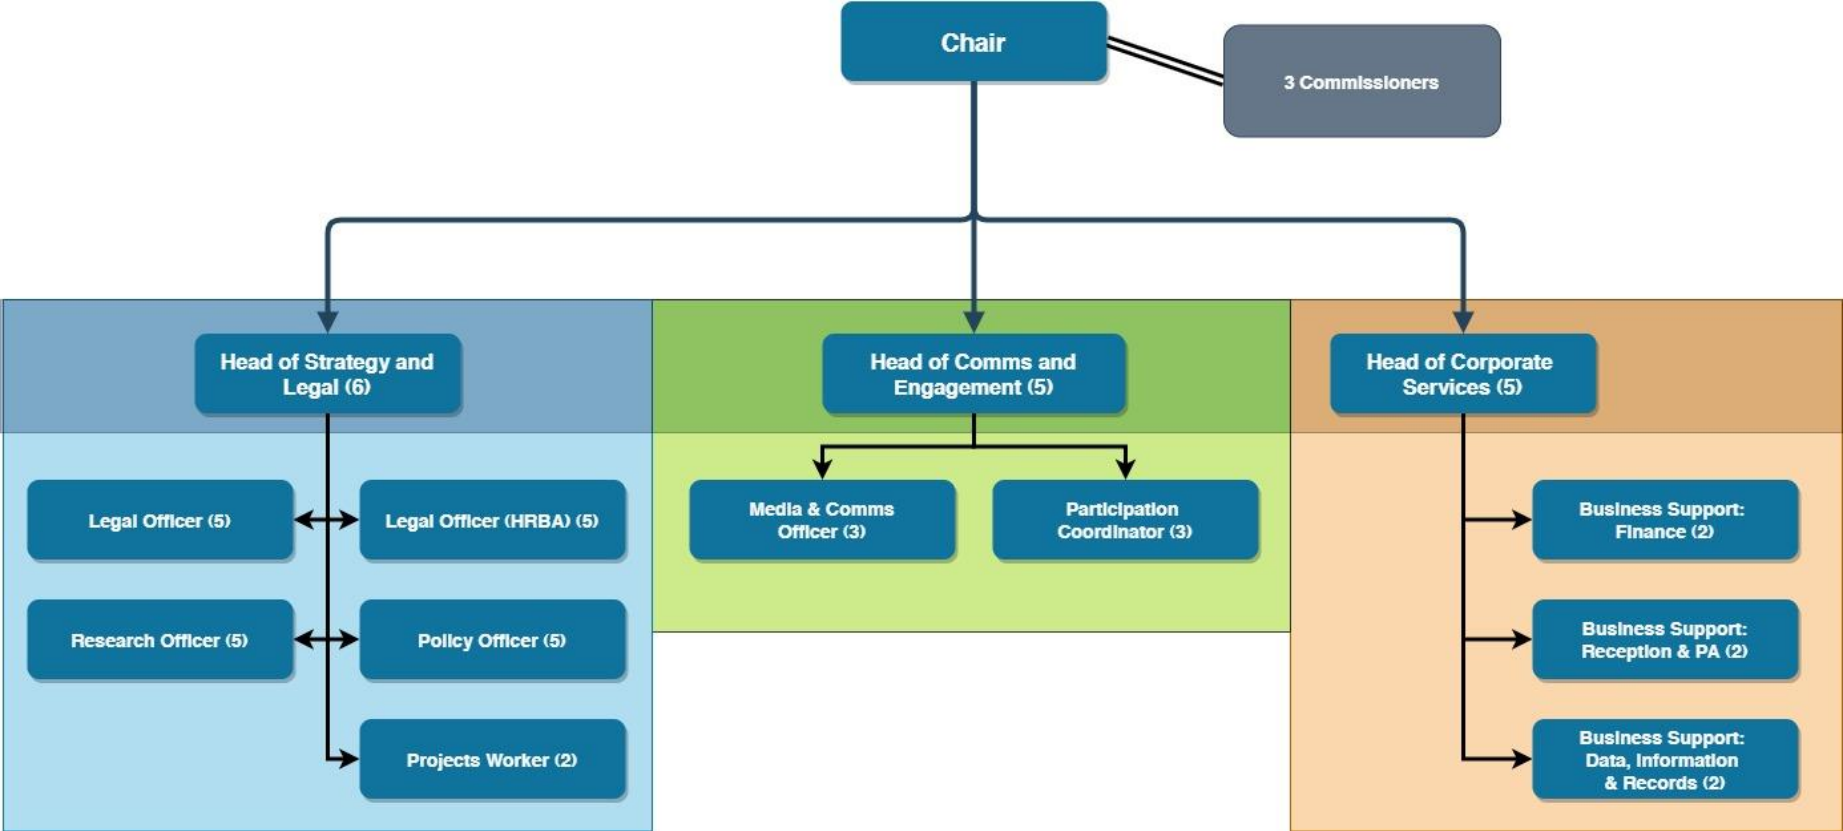 Chair
3 Commissioners
Head of Strategy and
Legal (6)
Head of Comms and
Engagement (5)
Head of Corporate
Services (5)
Legal Officer (5)
Legal Officer (HRBA) (5)
Media & Comms
Officer (3)
Participation
Coordinator (3)
Business Support:
Finance (2)
Research Officer (5)
Policy Officer (5)
Business Support:
Reception & PA (2)
Projects Worker (2)
Business Support:
Data, Information
& Records (2)